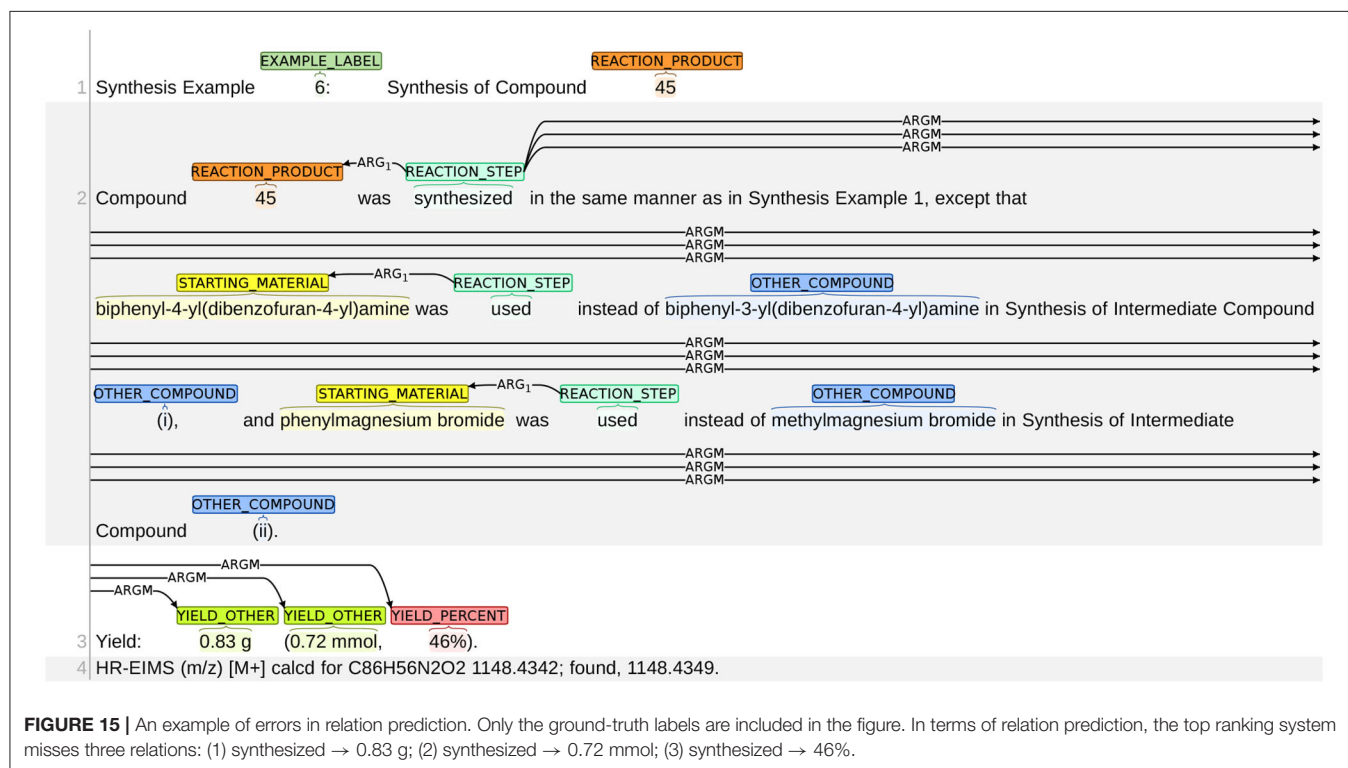 EXAMPLE_LABEL REACTION_PRODUCT
1 Synthesis Example 6: Synthesis of Compound 45
ARGM
ARGM
ARGM
REACTION_PRODUCT ARG1 REACTION_STEP
2 Compound 45 was synthesized in the same manner as in Synthesis Example 1, except that
ARGM
ARGM
ARGM
STARTING_MATERIAL ARG1 REACTION_STEP OTHER_COMPOUND
biphenyl-4-yl(dibenzofuran-4-yl)amine was used instead of biphenyl-3-yl(dibenzofuran-4-yl)amine in Synthesis of Intermediate Compound
ARGM
ARGM
ARGM
OTHER_COMPOUND STARTING_MATERIAL ARG1 REACTION_STEP OTHER_COMPOUND
(i), and phenylmagnesium bromide was used instead of methylmagnesium bromide in Synthesis of Intermediate
ARGM
ARGM
ARGM
OTHER_COMPOUND
Compound (ii).
ARGM
ARGM
ARGM
YIELD_OTHER YIELD_OTHER YIELD_PERCENT
3 Yield: 0.83 g (0.72 mmol, 46%).
4 HR-EIMS (m/z) [M+] calcd for C86H56N2O2 1148.4342; found, 1148.4349.
FIGURE 15 | An example of errors in relation prediction. Only the ground-truth labels are included in the figure. In terms of relation prediction, the top ranking system
misses three relations: (1) synthesized → 0.83 g; (2) synthesized → 0.72 mmol; (3) synthesized → 46%.